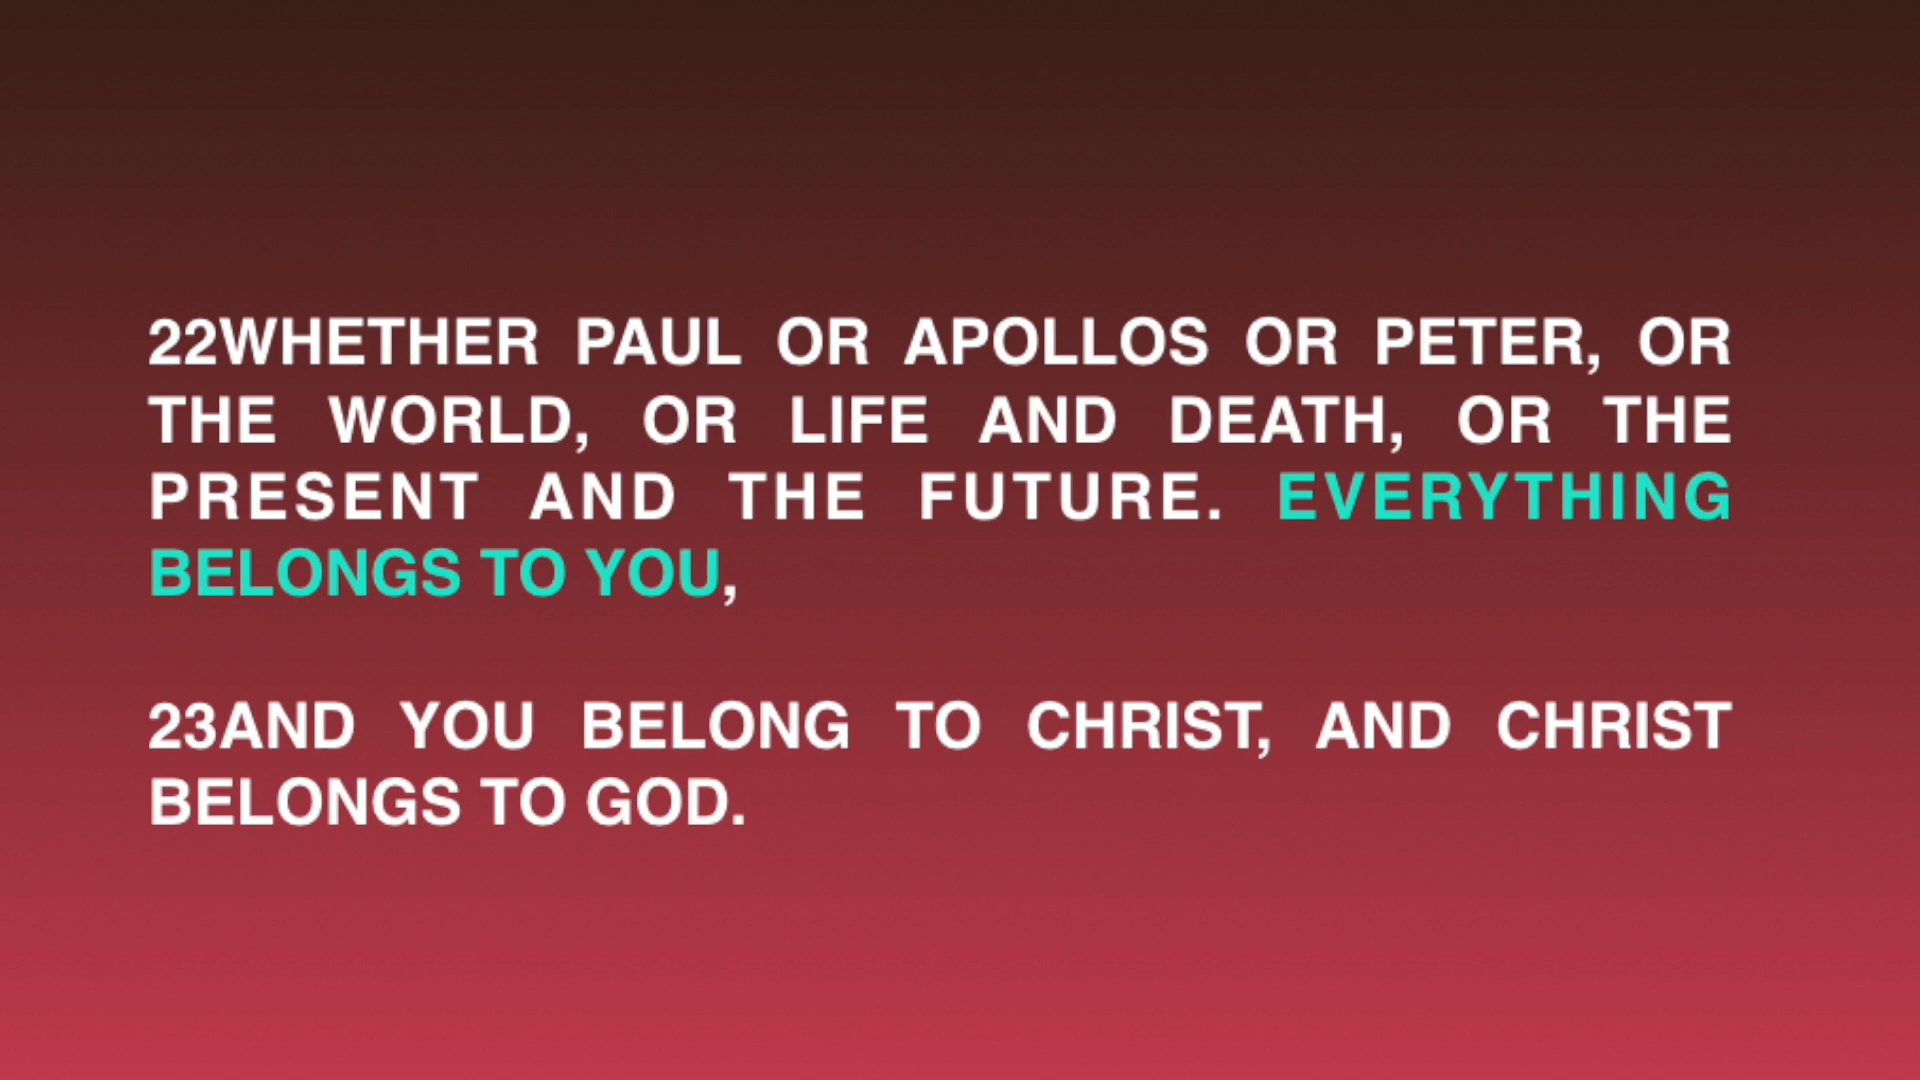 22WHETHER PAUL OR APOLLOS OR PETER, OR
THE WORLD, OR LIFE AND DEATH, OR THE
PRESENT AND THE FUTURE. EVERYTHING
BELONGS TO YOU,
23AND YOU BELONG TO CHRIST, AND CHRIST
BELONGS TO GOD.